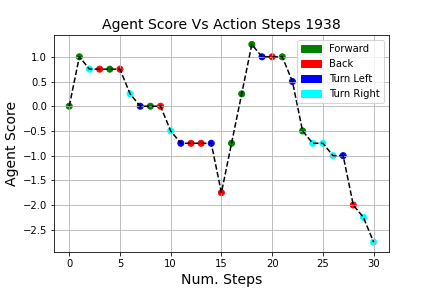 Agent Score Vs Action Steps 1938
Forward
Back
Turn Left
Turn Right
Agent Score
1.0
0.5
0.0
−0.5
−1.0
−1.5
−2.0
−2.5
0 5 10 15 20 25 30
Num. Steps